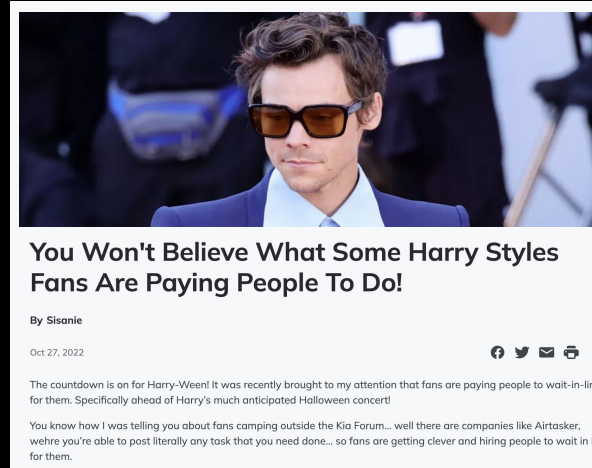 You Won't Believe What Some Harry Styles
Fans Are Paying People To Do!
By Sisanie
Oct 27, 2022
The countdown is on for Harry-Ween! It was recently brought to my attention that fans are paying people to
for them. Specifically ahead of Harry's much anticipated Halloween concert!
You know how I was telling you about fans camping outside the Kia Forum... well there are companies like Airtasker,
wehre you're able to post literally any task that you need done... so fans are getting clever and hiring people to wait in
for them.